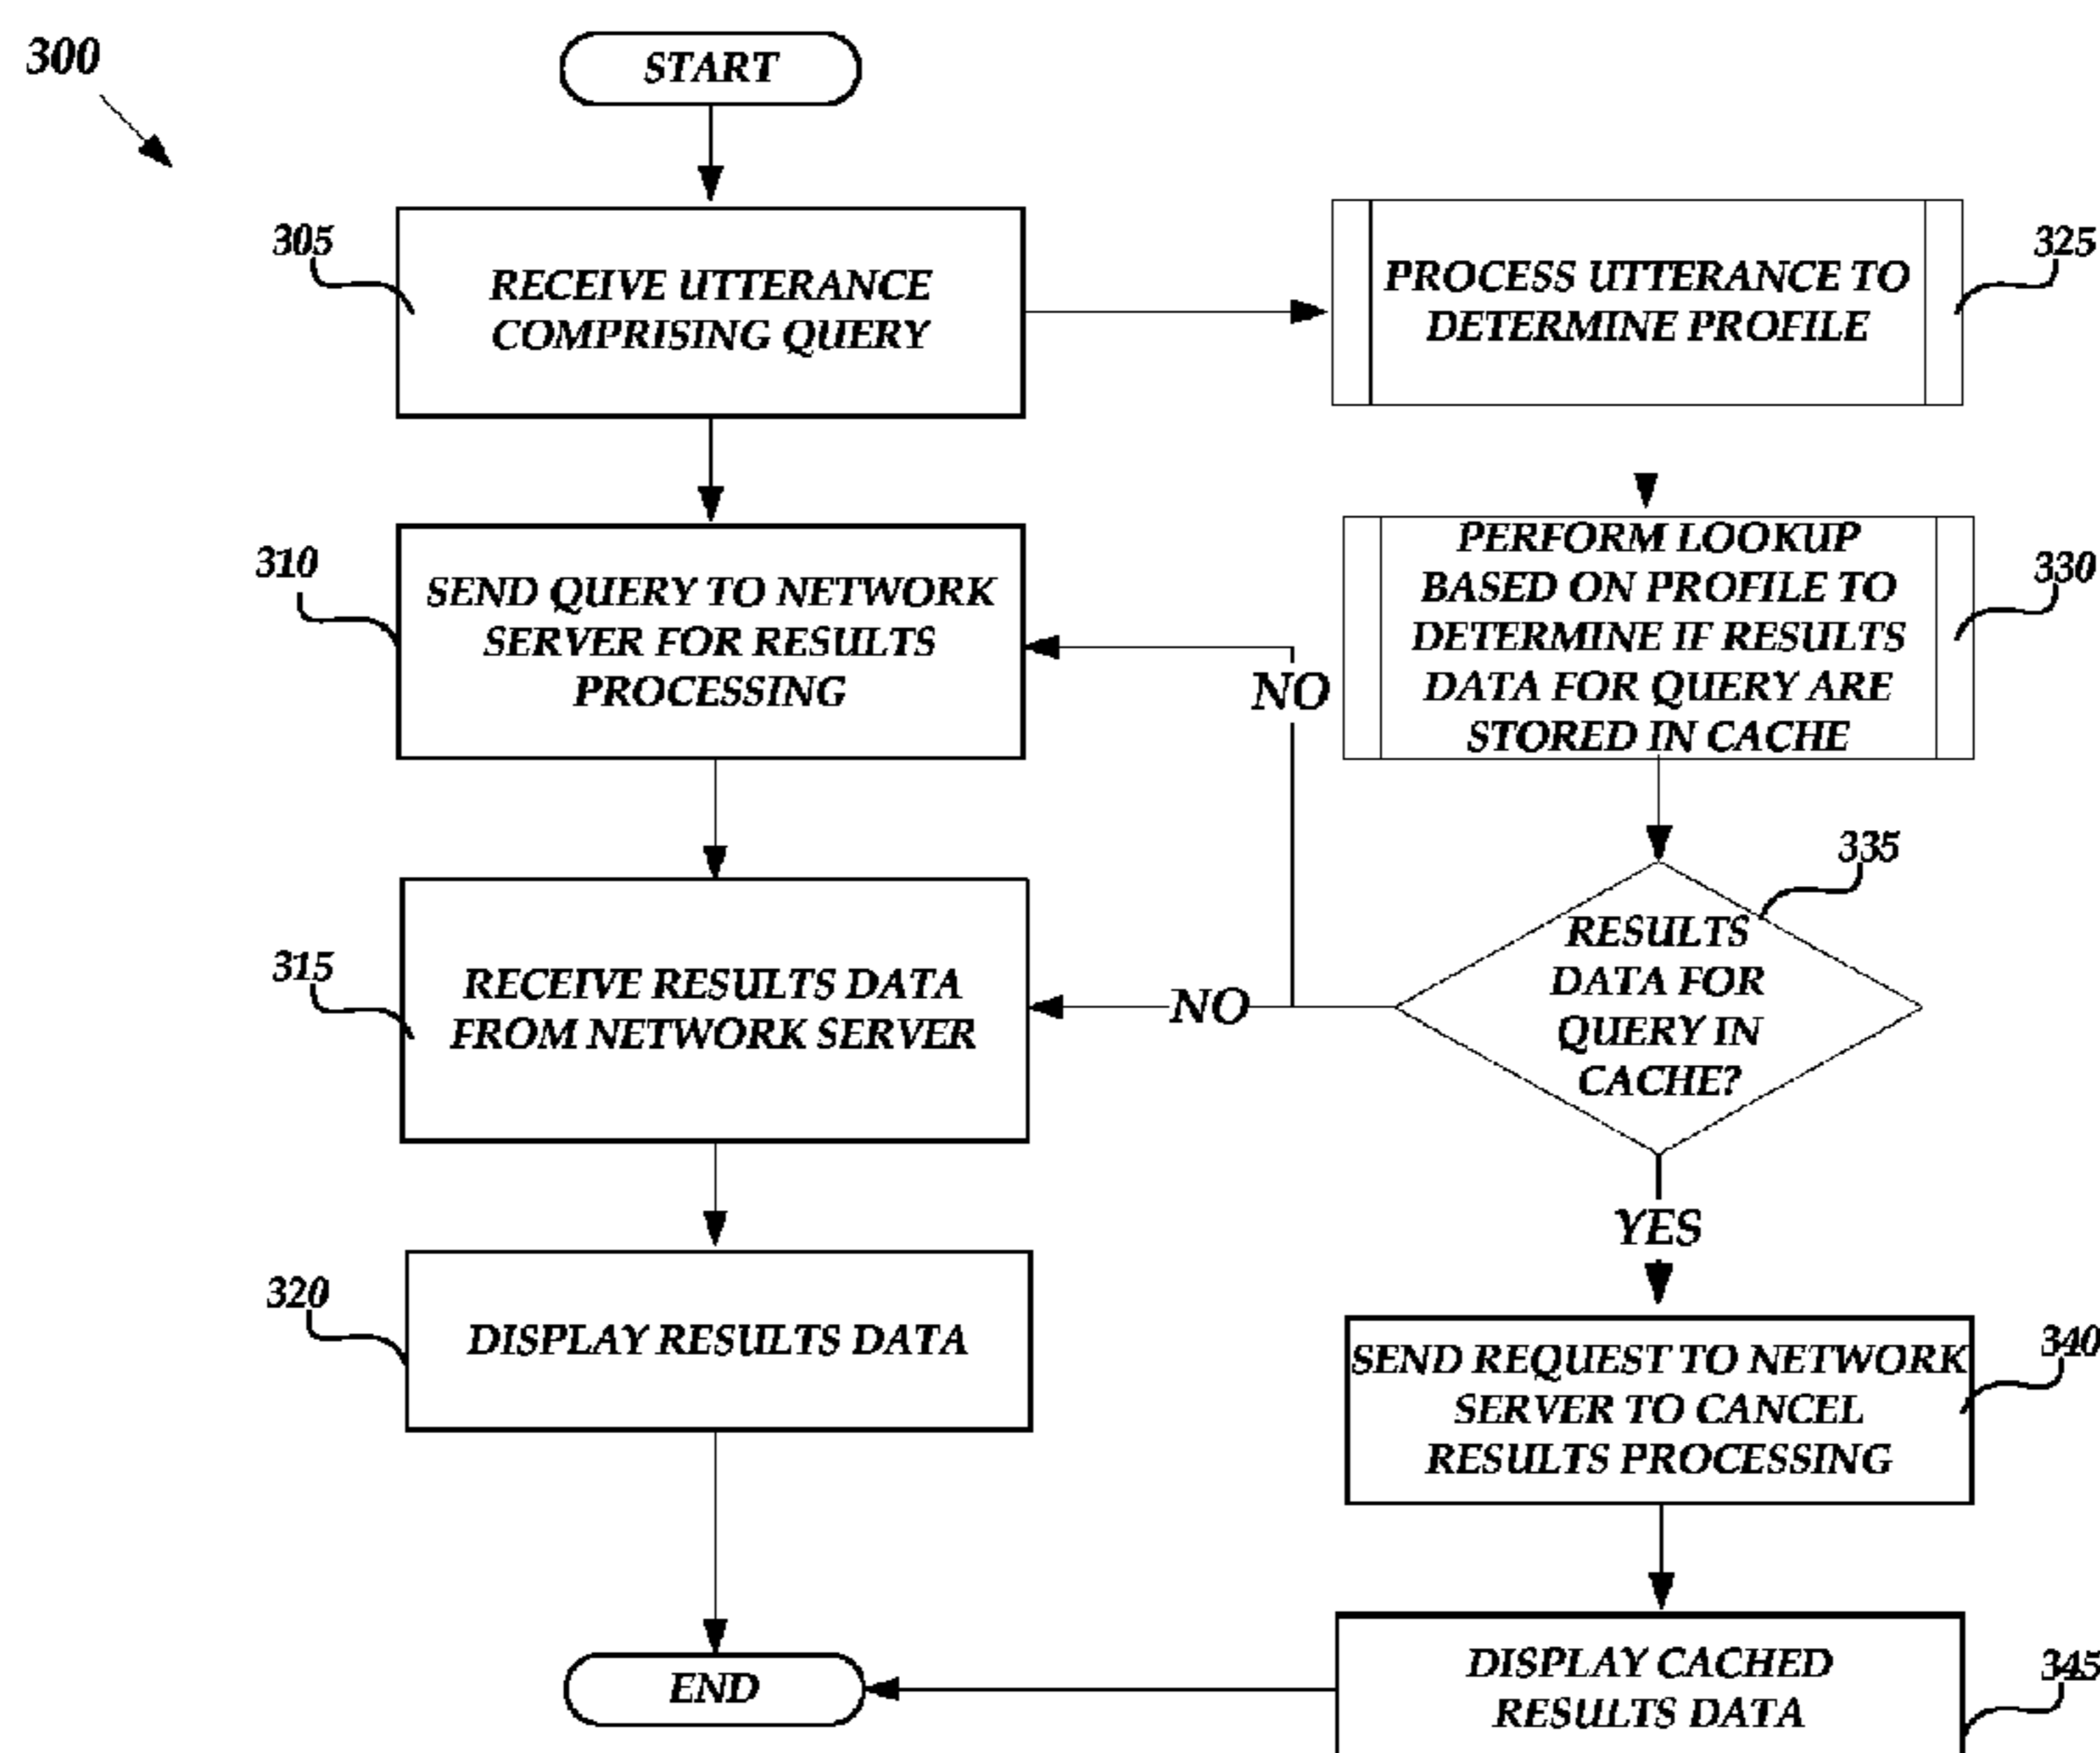 300
START
305
RECEIVE UTTERANCE
COMPRISING QUERY
PROCESS UTTERANCE TO
DETERMINE PROFILE
325
310
SEND QUERY TO NETWORK
SERVER FOR RESULTS
PROCESSING
NO
PERFORM LOOKUP
BASED ON PROFILE TO
DETERMINE IF RESULTS
DATA FOR QUERY ARE
STORED IN CACHE
330
315
RECEIVE RESULTS DATA
FROM NETWORK SERVER
NO
335
RESULTS
DATA FOR
QUERY IN
CACHE?
YES
320
DISPLAY RESULTS DATA
SEND REQUEST TO NETWORK
SERVER TO CANCEL
RESULTS PROCESSING
340
END
DISPLAY CACHED
RESULTS DATA
345